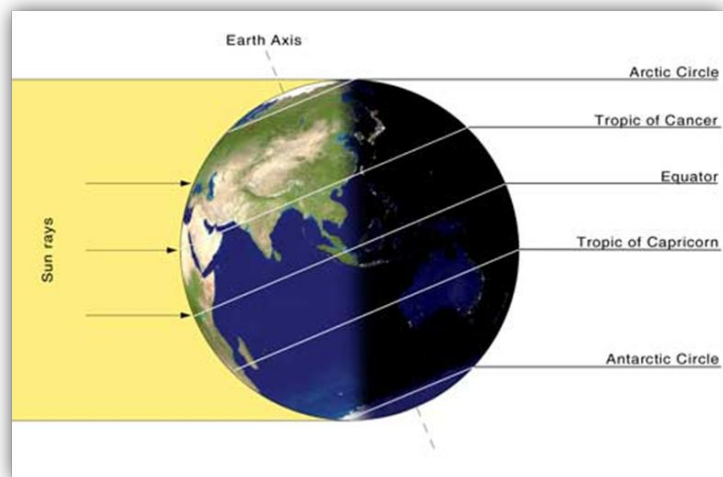 Earth Axis
Arctic Circle
Tropic of Cancer
Equator
Tropic of Capricorn
Antarctic Circle
Sun rays